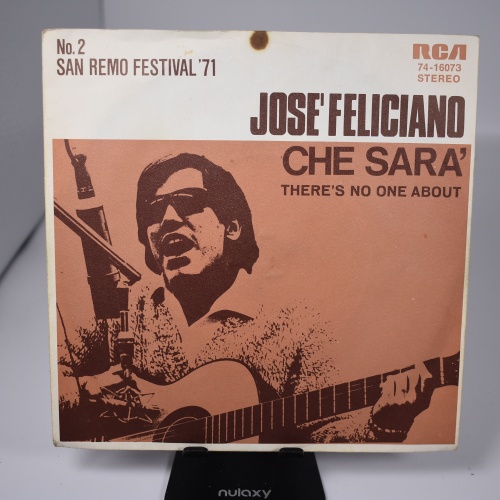 No. 2
SAN REMO FESTIVAL '71
RCA
74-16073
STEREO
JOSE' FELICIANO
CHE SARA'
THERE'S NO ONE ABOUT
nulaxy